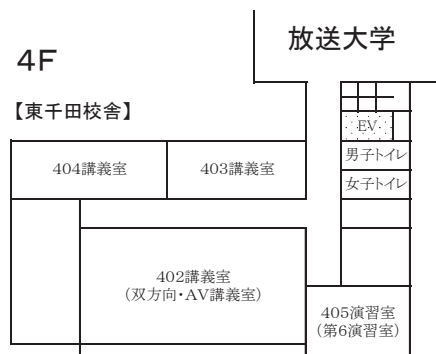 放送大学
4F
【東千田校舎】
EV
男子トイレ
404講義室
403講義室
女子トイレ
402講義室
(双方向・AV講義室)
405演習室
(第6演習室)